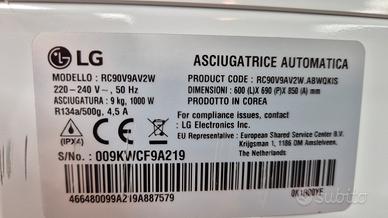 LG
ASCIUGATRICE AUTOMATICA
MODELLO : RC90V9AV2W
220 - 240 V~, 50 Hz
ASCIUGATURA : 9 kg, 1000 W
R134a/500g, 4,5 A
PRODUCT CODE : RC90V9AV2W.ABWQKIS
DIMENSIONI : 600 (L)X 690 (P)X 850 (A) mm
PRODOTTO IN COREA
(IPX4)
For compliance issues, contact
: LG Electronics Inc.
EU Representative : European Shared Service Center B.V.
Krijgsman 1, 1186 DM Amstelveen,
The Netherlands
S/No. : 009KWCF9A219
466480099A219A887579
subito